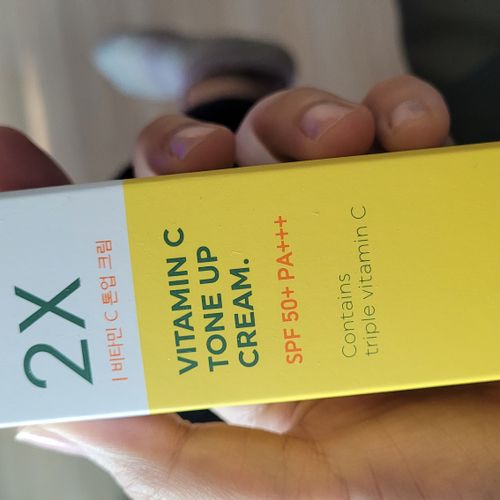 2X
| 비타민 C 톤업 크림
VITAMIN C
TONE UP
CREAM.
SPF 50+ PA+++
Contains
triple vitamin C